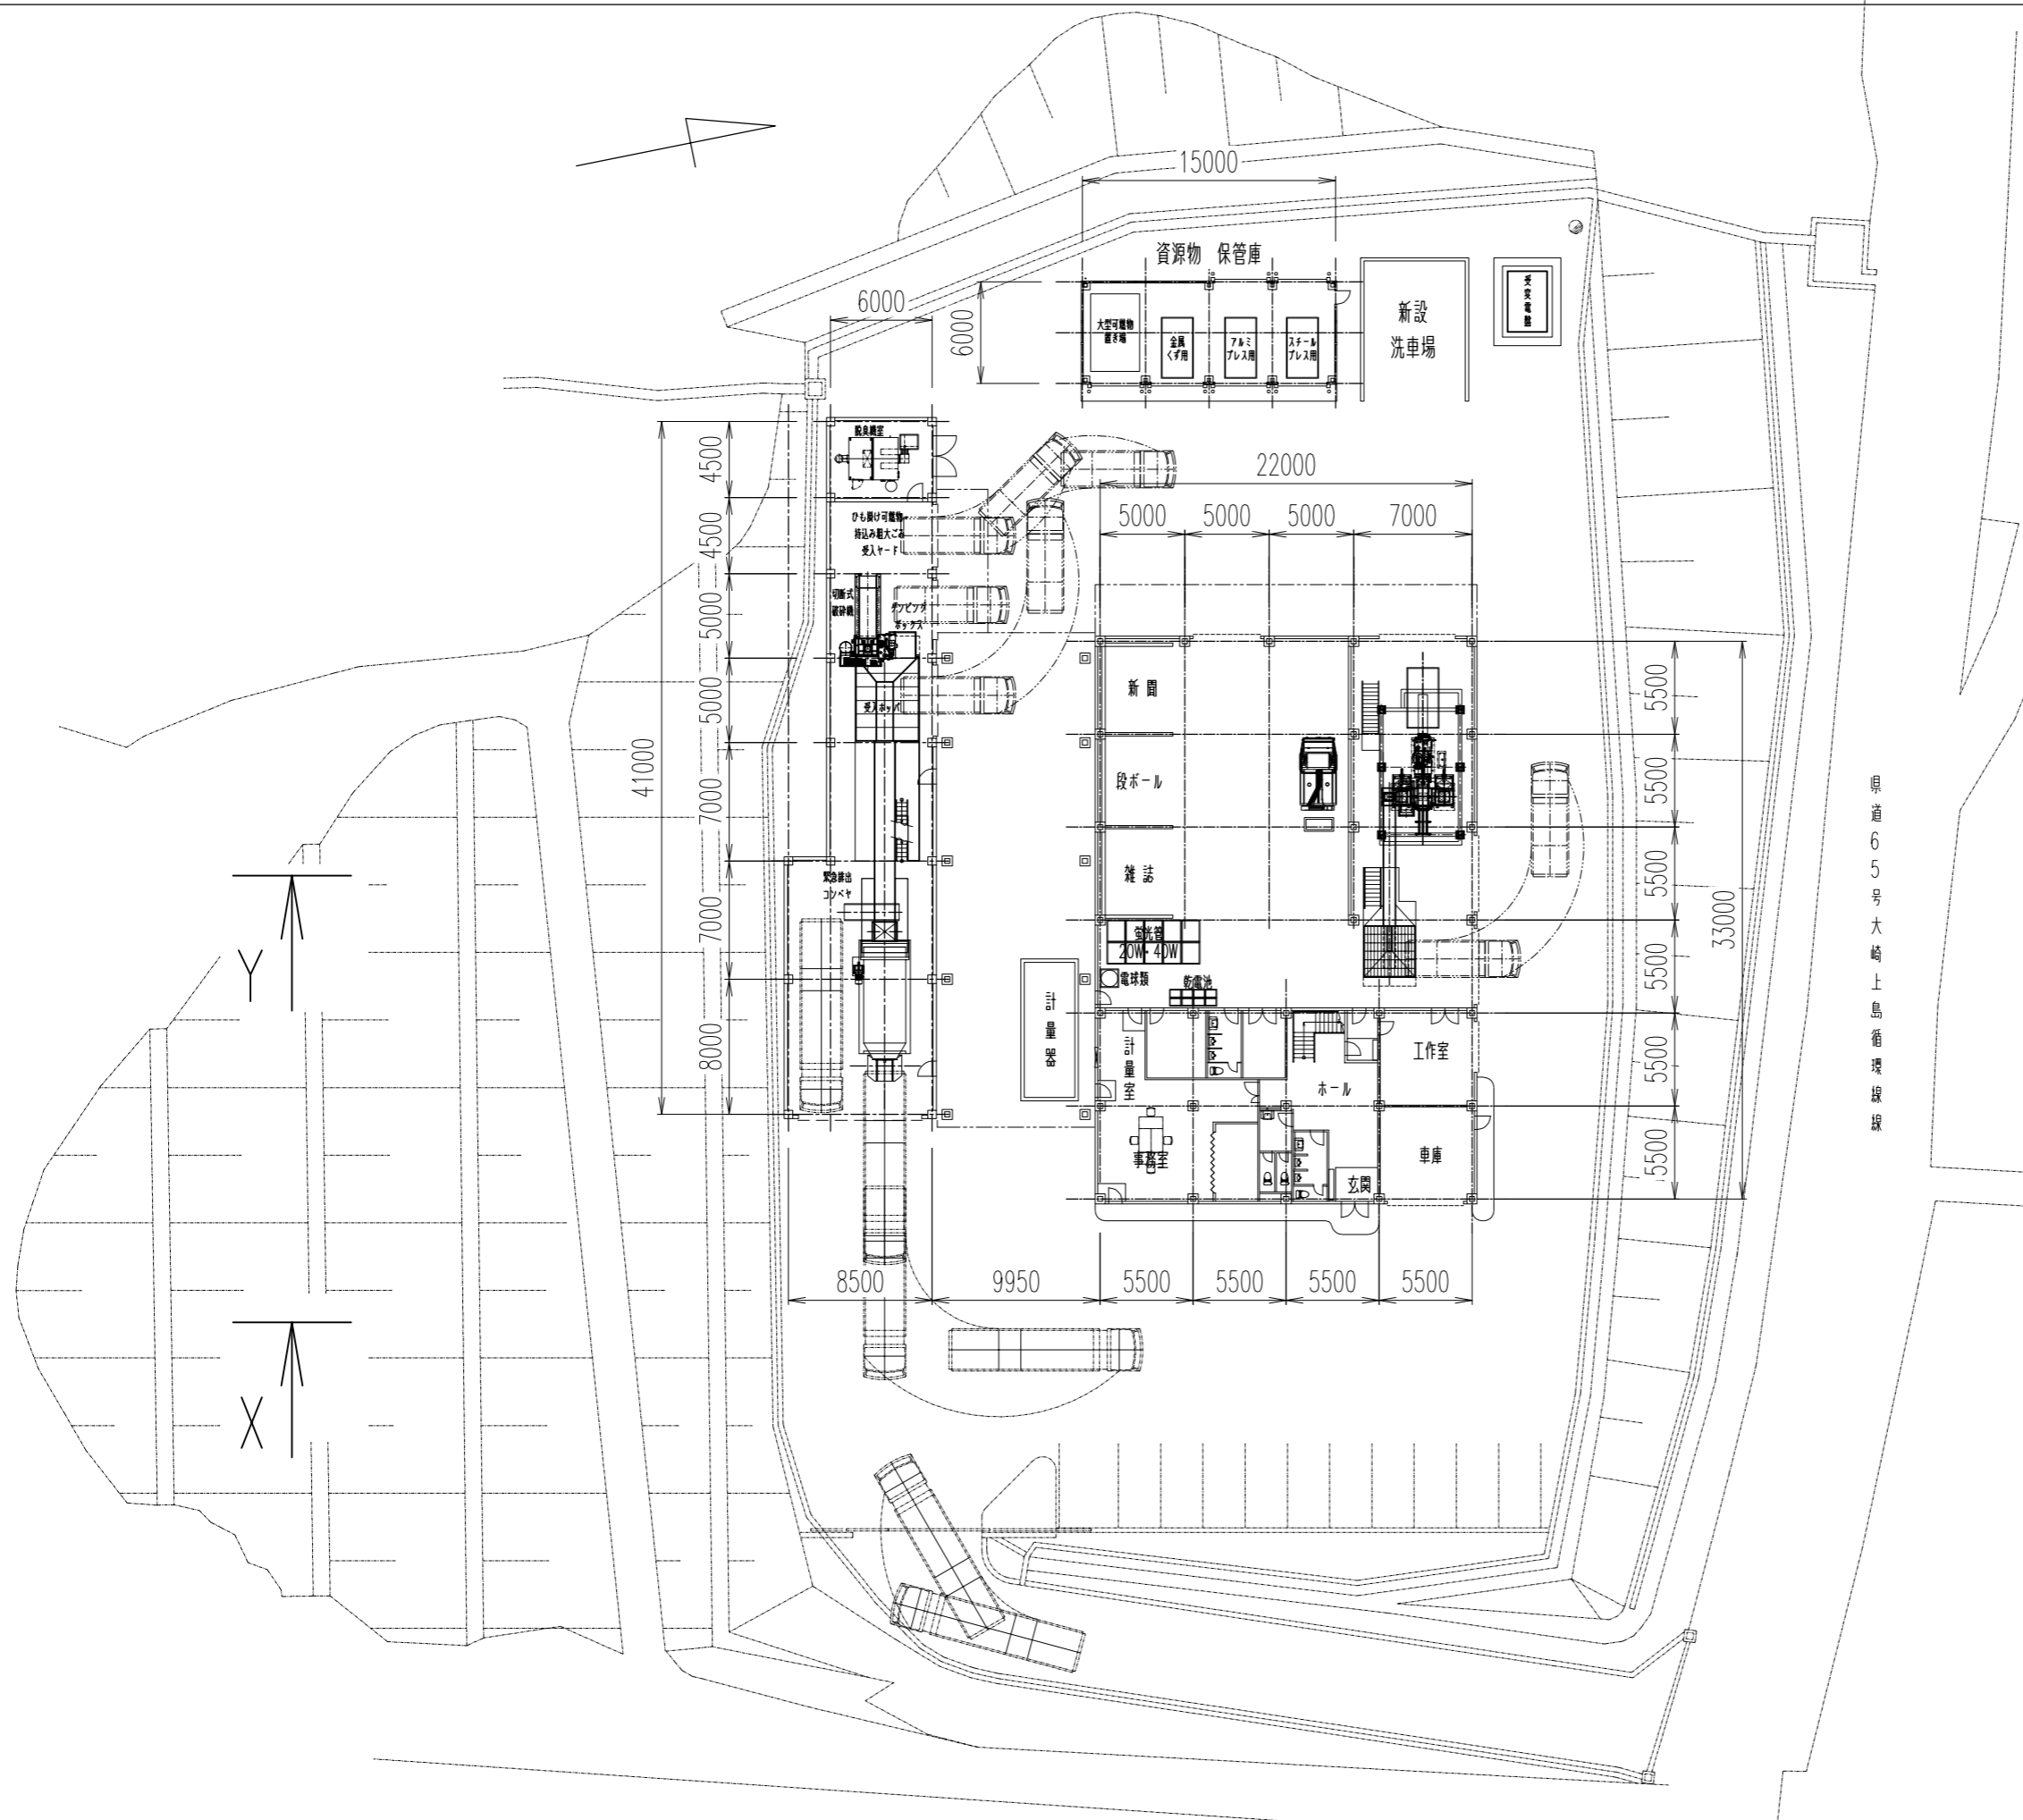 15000
資源物 保管庫
6000
6000
大型可燃物
置き場
金属
くず用
アルミ
プレス用
スチール
プレス用
新設
洗車場
受変電盤
41000
4500
4500
5000
5000
7000
7000
8000
脱臭機室
ひも掛け可燃物
持込み粗大ごみ
受入ヤード
切断式
破砕機
ダンピング
ボックス
受入ホッパ
緊急排出
コンベヤ
22000
5000
5000
5000
7000
新聞
段ボール
雑誌
蛍光管
20W・40W
電球類
乾電池
計量器
計量室
事務室
ホール
玄関
工作室
車庫
5500
5500
5500
5500
5500
5500
33000
8500
9950
5500
5500
5500
5500
Y
X
県道65号大崎上島循環線線